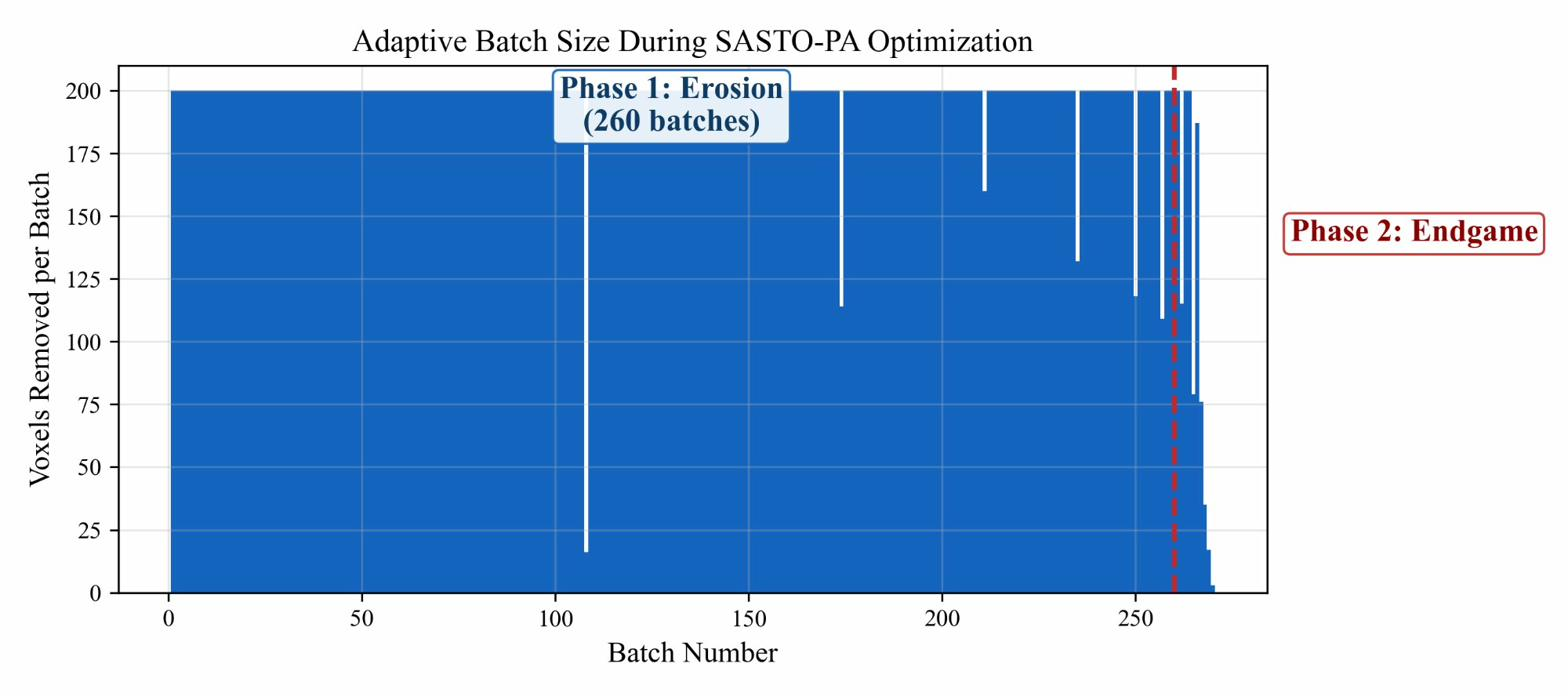 Adaptive Batch Size During SASTO-PA Optimization
Phase 1: Erosion
(260 batches)
Phase 2: Endgame
Voxels Removed per Batch
200
175
150
125
100
75
50
25
0
0
50
100
150
200
250
Batch Number